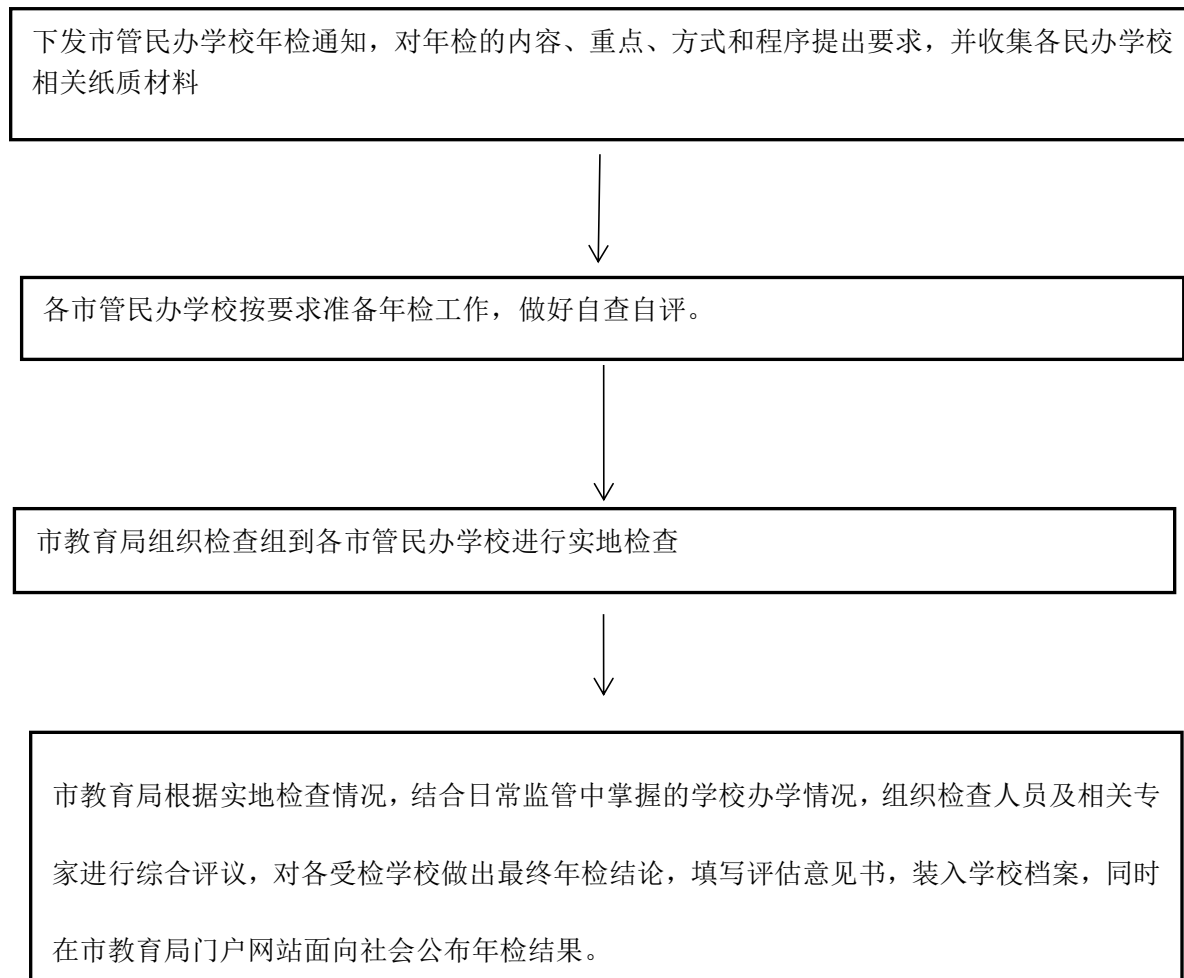 下发市管民办学校年检通知，对年检的内容、重点、方式和程序提出要求，并收集各民办学校
相关纸质材料
各市管民办学校按要求准备年检工作，做好自查自评。
市教育局组织检查组到各市管民办学校进行实地检查
市教育局根据实地检查情况，结合日常监管中掌握的学校办学情况，组织检查人员及相关专
家进行综合评议，对各受检学校做出最终年检结论，填写评估意见书，装入学校档案，同时
在市教育局门户网站面向社会公布年检结果。